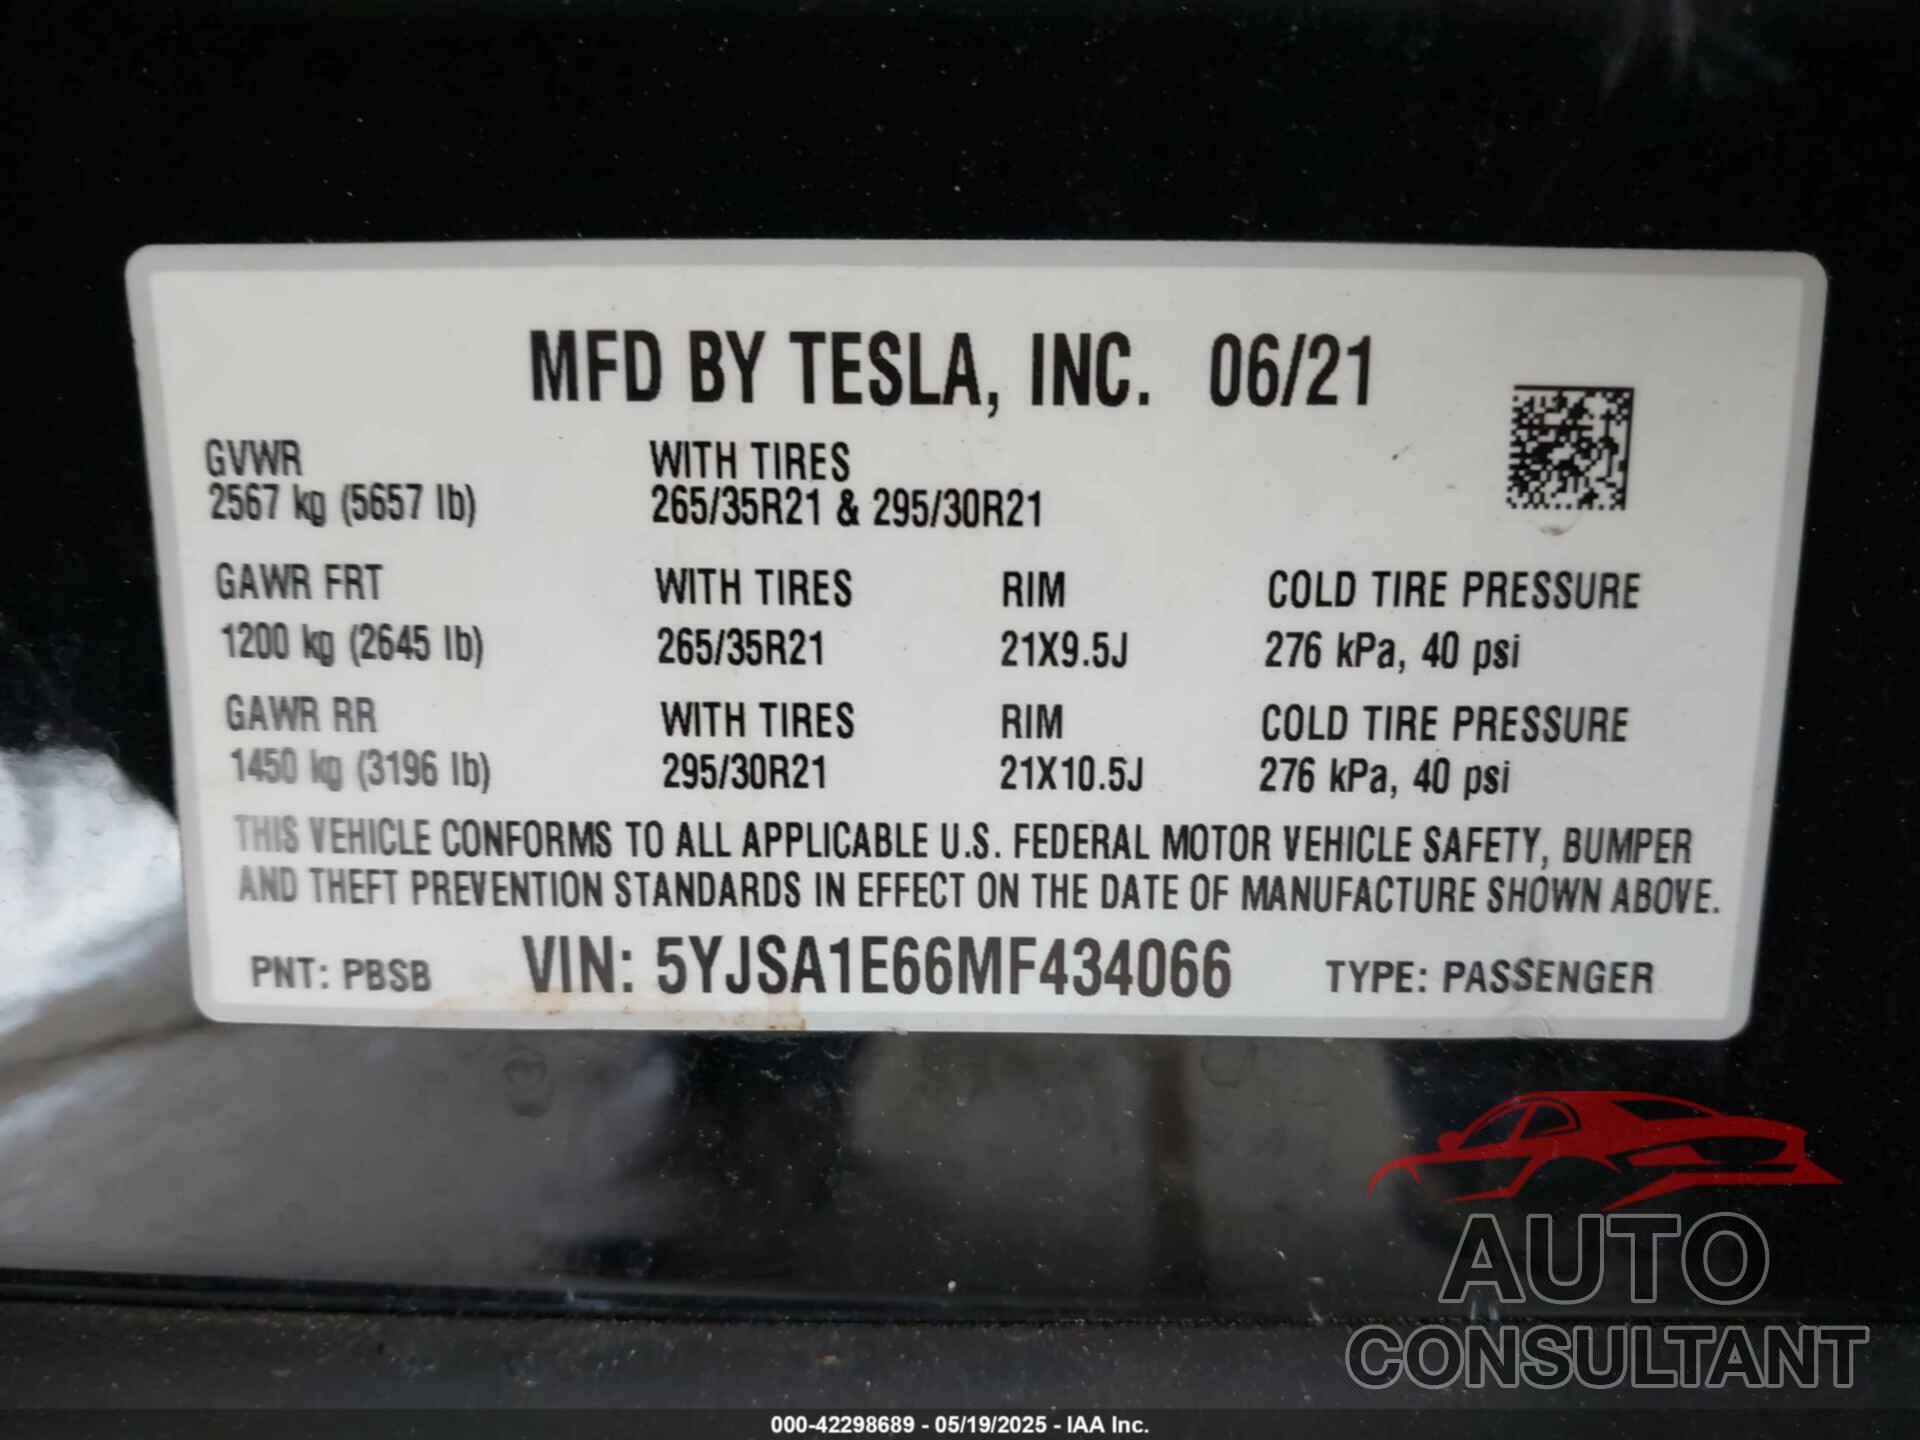 MFD BY TESLA, INC. 06/21
GVWR WITH TIRES
2567 kg (5657 lb) 265/35R21 & 295/30R21
GAWR FRT WITH TIRES RIM COLD TIRE PRESSURE
1200 kg (2645 lb) 265/35R21 21X9.5J 276 kPa, 40 psi
GAWR RR WITH TIRES RIM COLD TIRE PRESSURE
1450 kg (3196 lb) 295/30R21 21X10.5J 276 kPa, 40 psi
THIS VEHICLE CONFORMS TO ALL APPLICABLE U.S. FEDERAL MOTOR VEHICLE SAFETY, BUMPER
AND THEFT PREVENTION STANDARDS IN EFFECT ON THE DATE OF MANUFACTURE SHOWN ABOVE.
PNT: PBSB VIN: 5YJSA1E66MF434066 TYPE: PASSENGER
AUTO
CONSULTANT
000-42298689 - 05/19/2025 - IAA Inc.